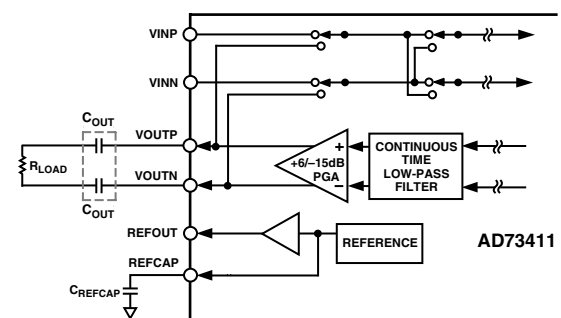 VINP
VINN
COUT
VOUTP
RLOAD
+6/–15dB
PGA
+
–
CONTINUOUS
TIME
LOW-PASS
FILTER
VOUTN
COUT
REFOUT
REFERENCE
AD73411
REFCAP
CREFCAP